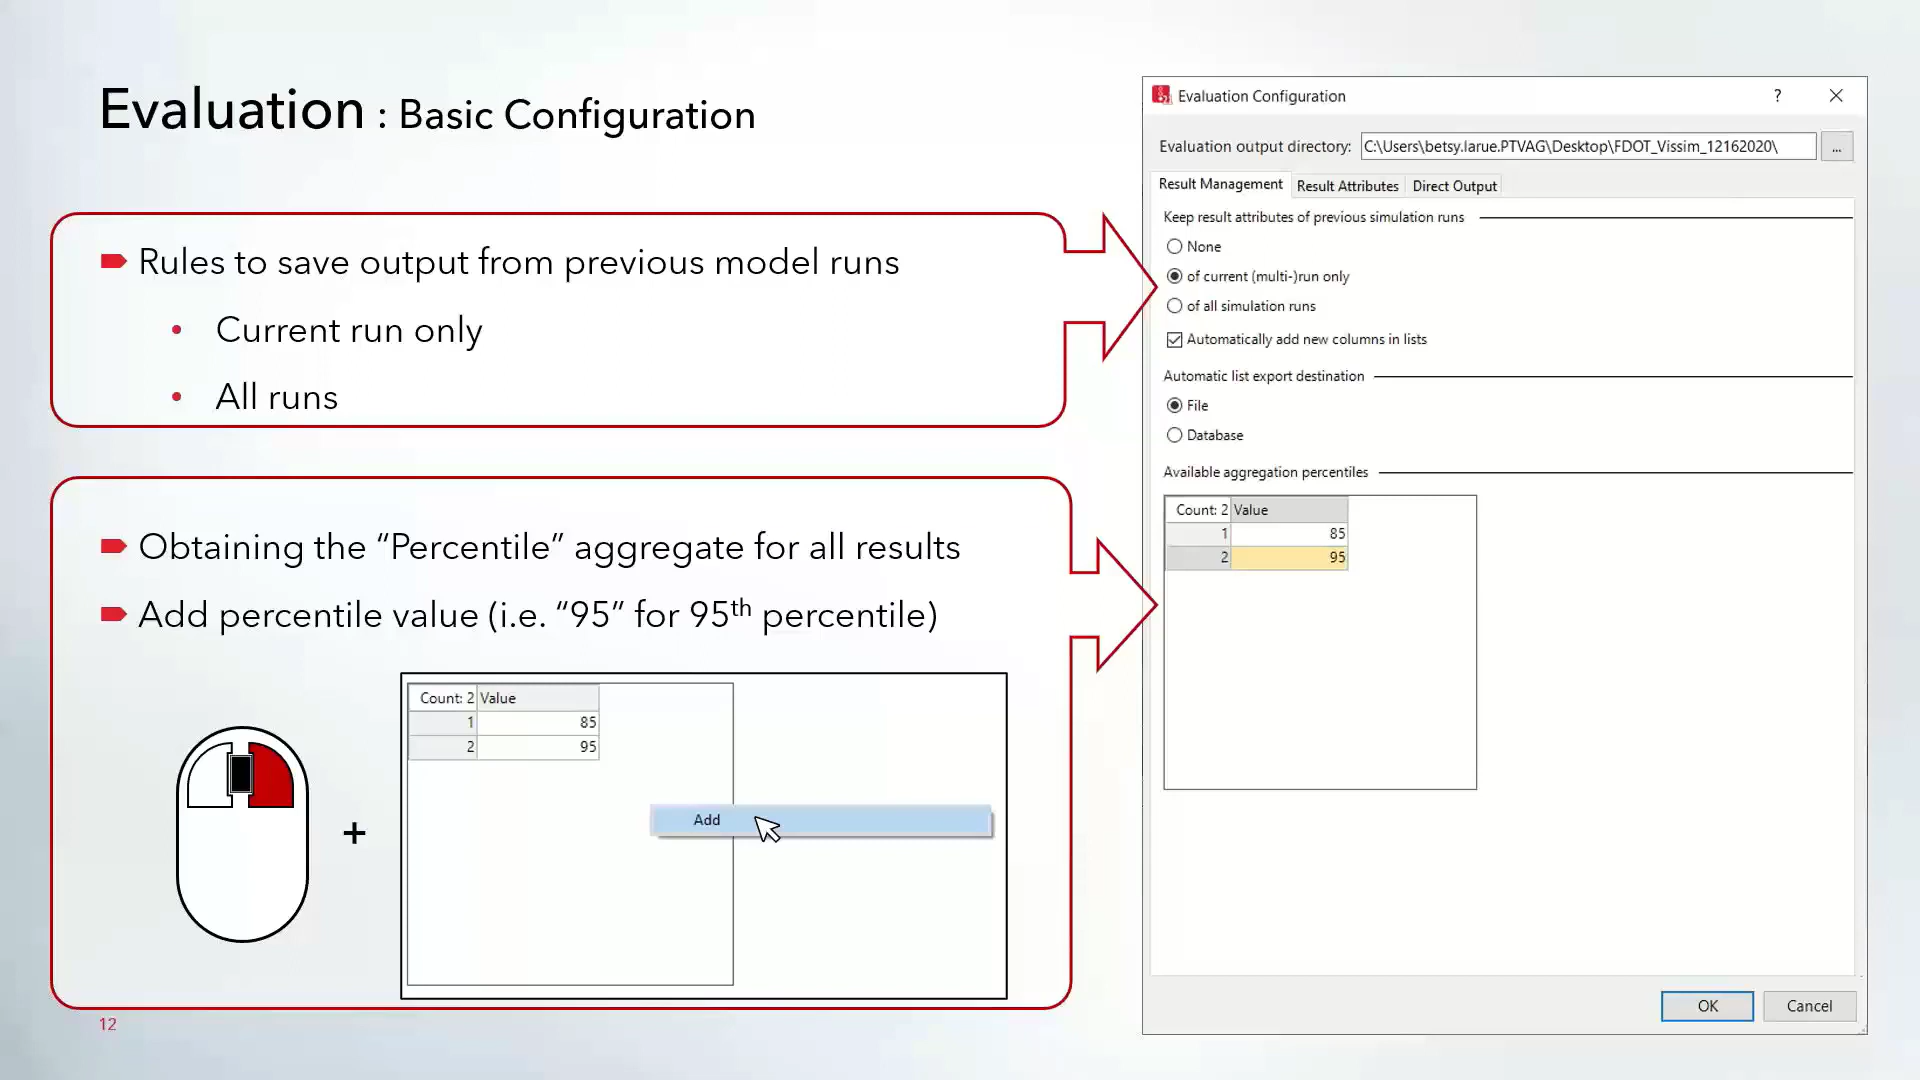 Evaluation : Basic Configuration
Rules to save output from previous model runs
• Current run only
• All runs
Obtaining the “Percentile” aggregate for all results
Add percentile value (i.e. “95” for 95th percentile)
+
Count: 2 Value
1 85
2 95
Add
12
Evaluation Configuration ?
Evaluation output directory: C:\Users\betsy.larue.PTVAG\Desktop\FDOT_Vissim_12162020\ ...
Result Management Result Attributes Direct Output
Keep result attributes of previous simulation runs
None
of current (multi-)run only
of all simulation runs
Automatically add new columns in lists
Automatic list export destination
File
Database
Available aggregation percentiles
Count: 2 Value
1 85
2 95
OK Cancel